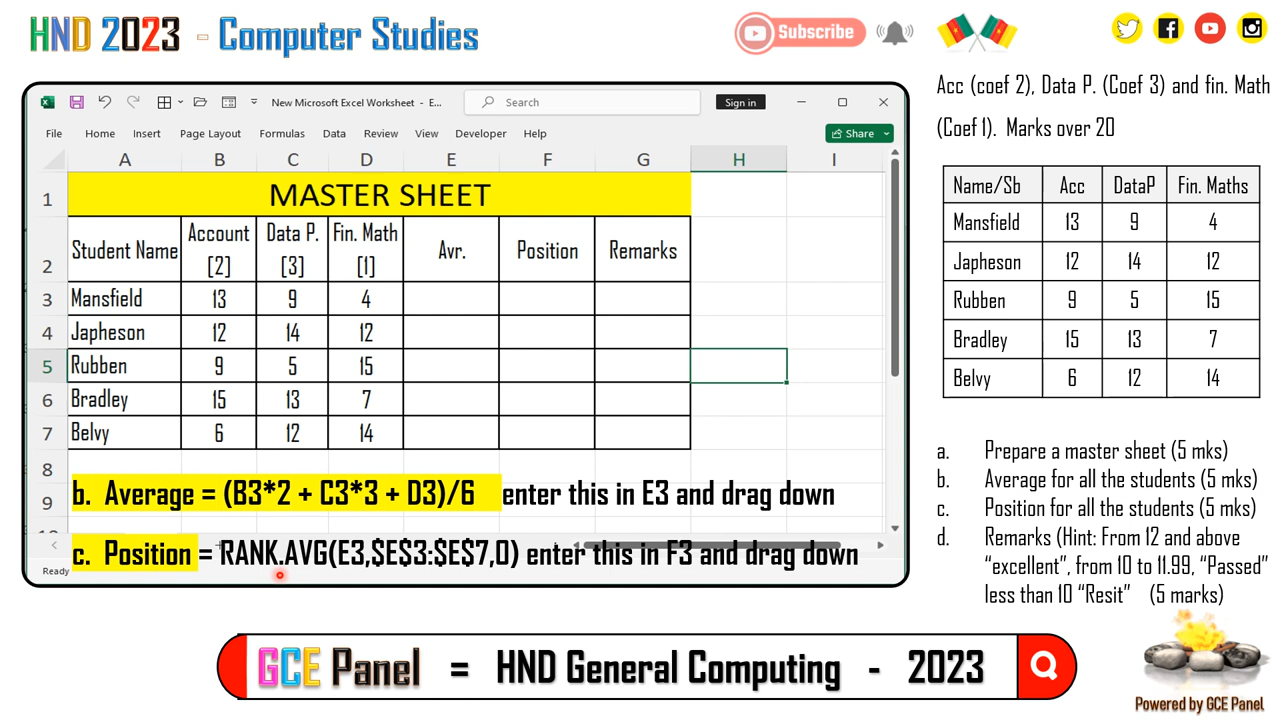 HND 2023 - Computer Studies
Subscribe
New Microsoft Excel Worksheet - E...
Search
Sign in
File Home Insert Page Layout Formulas Data Review View Developer Help
Share
A B C D E F G H I
1 MASTER SHEET
2 Student Name Account [2] Data P. [3] Fin. Math [1] Avr. Position Remarks
3 Mansfield 13 9 4
4 Japheson 12 14 12
5 Rubben 9 5 15
6 Bradley 15 13 7
7 Belvy 6 12 14
8
9
b. Average = (B3*2 + C3*3 + D3)/6 enter this in E3 and drag down
c. Position = RANK.AVG(E3,$E$3:$E$7,0) enter this in F3 and drag down
Ready
Acc (coef 2), Data P. (Coef 3) and fin. Math
(Coef 1). Marks over 20
Name/Sb Acc DataP Fin. Maths
Mansfield 13 9 4
Japheson 12 14 12
Rubben 9 5 15
Bradley 15 13 7
Belvy 6 12 14
a. Prepare a master sheet (5 mks)
b. Average for all the students (5 mks)
c. Position for all the students (5 mks)
d. Remarks (Hint: From 12 and above
“excellent”, from 10 to 11.99, “Passed”
less than 10 “Resit” (5 marks)
GCE Panel = HND General Computing - 2023
Powered by GCE Panel